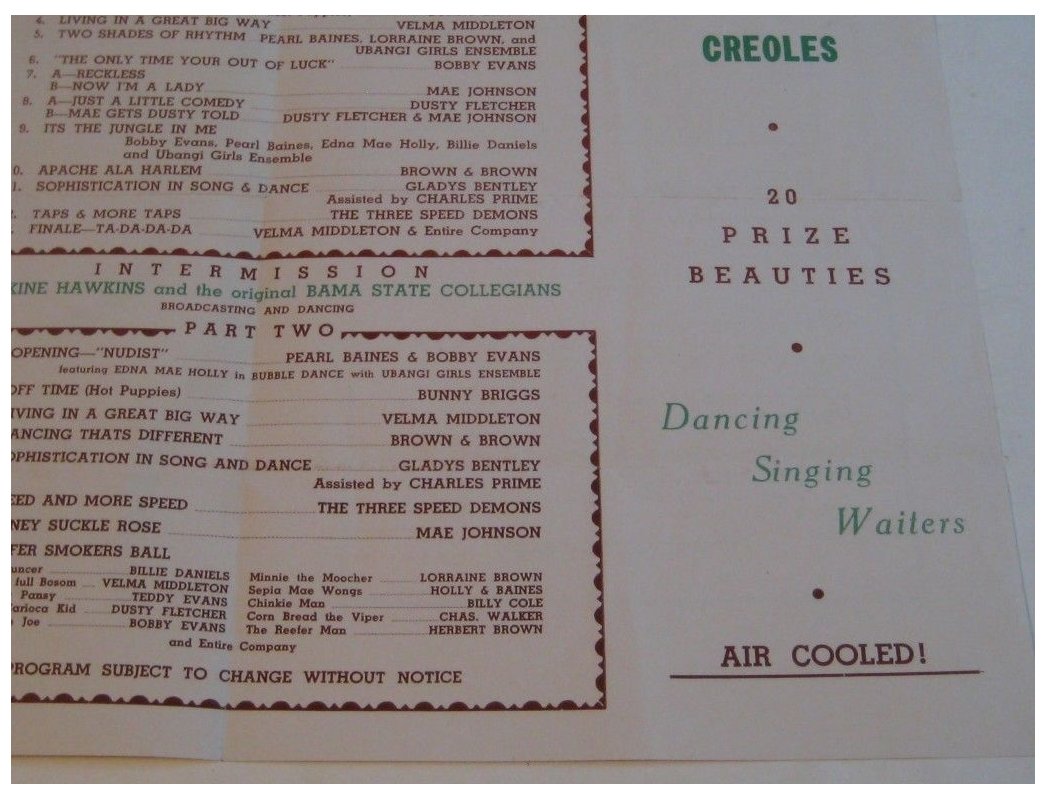 4. LIVING IN A GREAT BIG WAY VELMA MIDDLETON
5. TWO SHADES OF RHYTHM PEARL BAINES, LORRAINE BROWN, and
UBANGI GIRLS ENSEMBLE
6. "THE ONLY TIME YOUR OUT OF LUCK" BOBBY EVANS
7. A—RECKLESS
B—NOW I'M A LADY MAE JOHNSON
8. A—JUST A LITTLE COMEDY DUSTY FLETCHER
B—MAE GETS DUSTY TOLD DUSTY FLETCHER & MAE JOHNSON
9. ITS THE JUNGLE IN ME
Bobby Evans, Pearl Baines, Edna Mae Holly, Billie Daniels
and Ubangi Girls Ensemble
0. APACHE ALA HARLEM BROWN & BROWN
1. SOPHISTICATION IN SONG & DANCE GLADYS BENTLEY
Assisted by CHARLES PRIME
TAPS & MORE TAPS THE THREE SPEED DEMONS
FINALE—TA-DA-DA-DA VELMA MIDDLETON & Entire Company
INTERMISSION
KINE HAWKINS and the original BAMA STATE COLLEGIANS
BROADCASTING AND DANCING
PART TWO
OPENING—"NUDIST" PEARL BAINES & BOBBY EVANS
featuring EDNA MAE HOLLY in BUBBLE DANCE with UBANGI GIRLS ENSEMBLE
OFF TIME (Hot Puppies) BUNNY BRIGGS
IVING IN A GREAT BIG WAY VELMA MIDDLETON
ANCING THATS DIFFERENT BROWN & BROWN
OPHISTICATION IN SONG AND DANCE GLADYS BENTLEY
Assisted by CHARLES PRIME
EED AND MORE SPEED THE THREE SPEED DEMONS
NEY SUCKLE ROSE MAE JOHNSON
FER SMOKERS BALL
uncer BILLIE DANIELS
full Bosom VELMA MIDDLETON
Pansy TEDDY EVANS
arioca Kid DUSTY FLETCHER
Joe BOBBY EVANS
Minnie the Moocher LORRAINE BROWN
Sepia Mae Wongs HOLLY & BAINES
Chinkie Man BILLY COLE
Corn Bread the Viper CHAS. WALKER
The Reefer Man HERBERT BROWN
and Entire Company
PROGRAM SUBJECT TO CHANGE WITHOUT NOTICE
CREOLES
20
PRIZE
BEAUTIES
Dancing
Singing
Waiters
AIR COOLED!